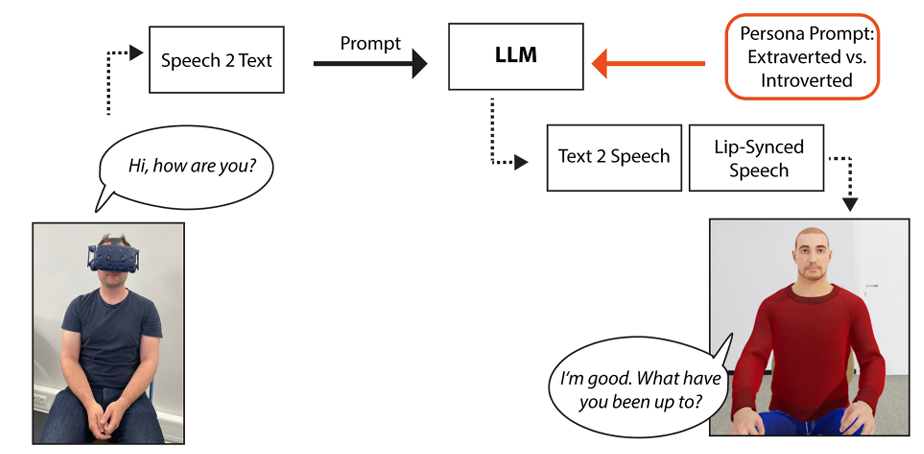 Speech 2 Text
Prompt
LLM
Persona Prompt:
Extraverted vs.
Introverted
Hi, how are you?
Text 2 Speech
Lip-Synced
Speech
I'm good. What have
you been up to?